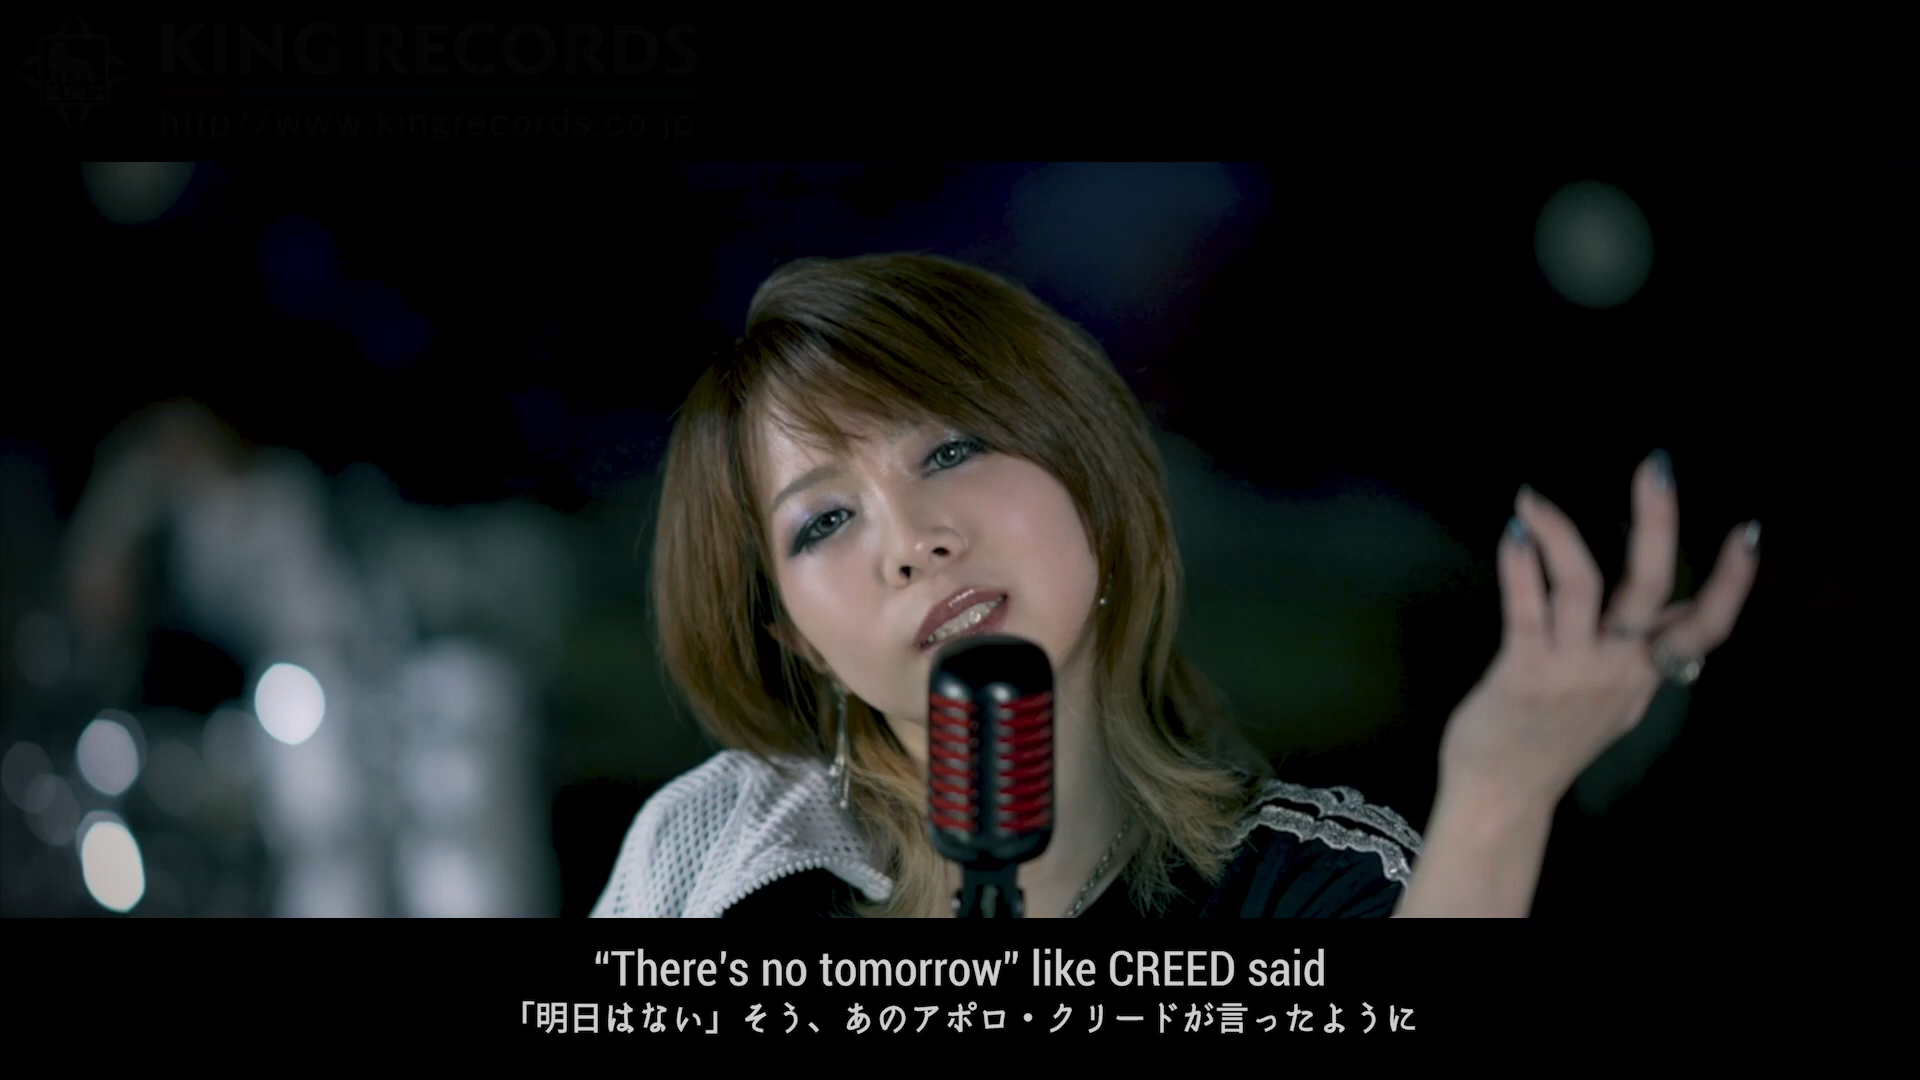 KING RECORDS
KING
http://www.kingrecords.co.jp
“There's no tomorrow” like CREED said
「明日はない」そう、あのアポロ・クリードが言ったように